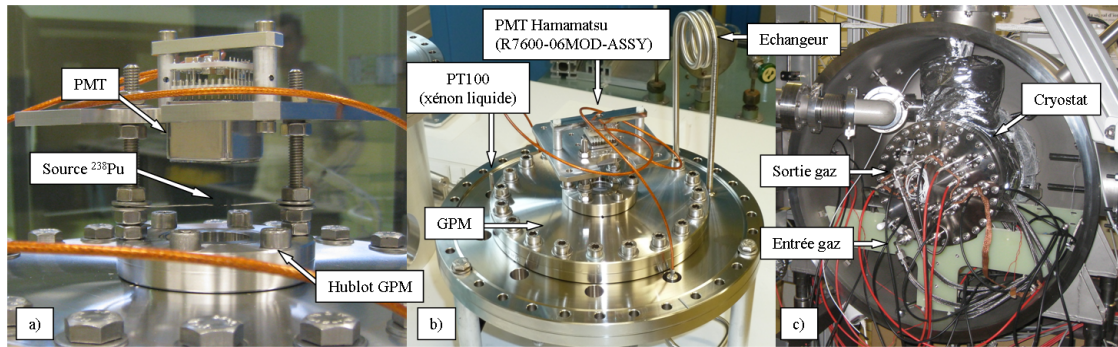 PMT
Source ²³⁸Pu
Hublot GPM
a)
PMT Hamamatsu
(R7600-06MOD-ASSY)
Echangeur
PT100
(xénon liquide)
GPM
b)
Cryostat
Sortie gaz
Entrée gaz
c)